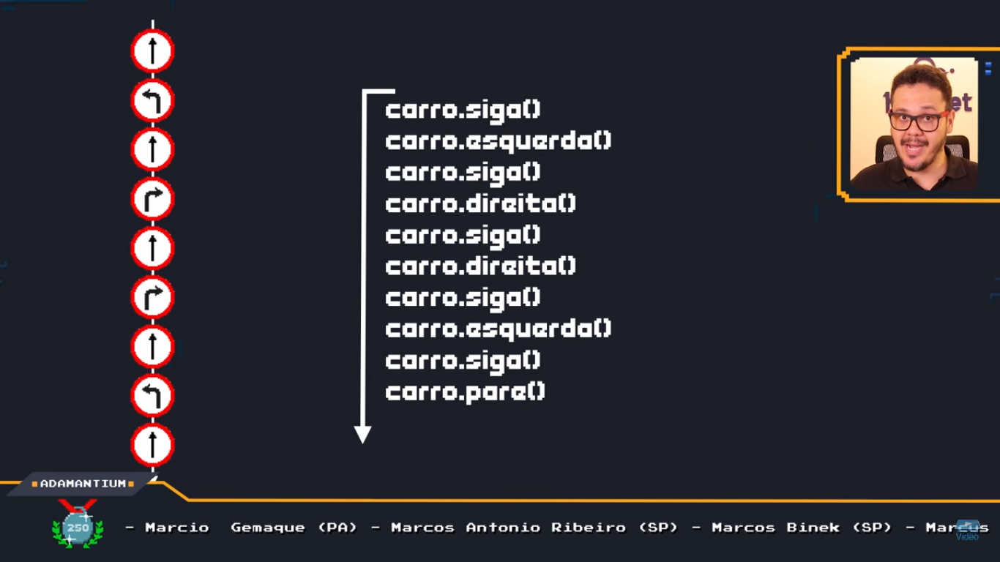 carro.siga()
carro.esquerda()
carro.siga()
carro.direita()
carro.siga()
carro.direita()
carro.siga()
carro.esquerda()
carro.siga()
carro.pare()
ADAMANTIUM
250
- Marcio Gemaque (PA) - Marcos Antonio Ribeiro (SP) - Marcos Binek (SP) - Marcus
Vídeo